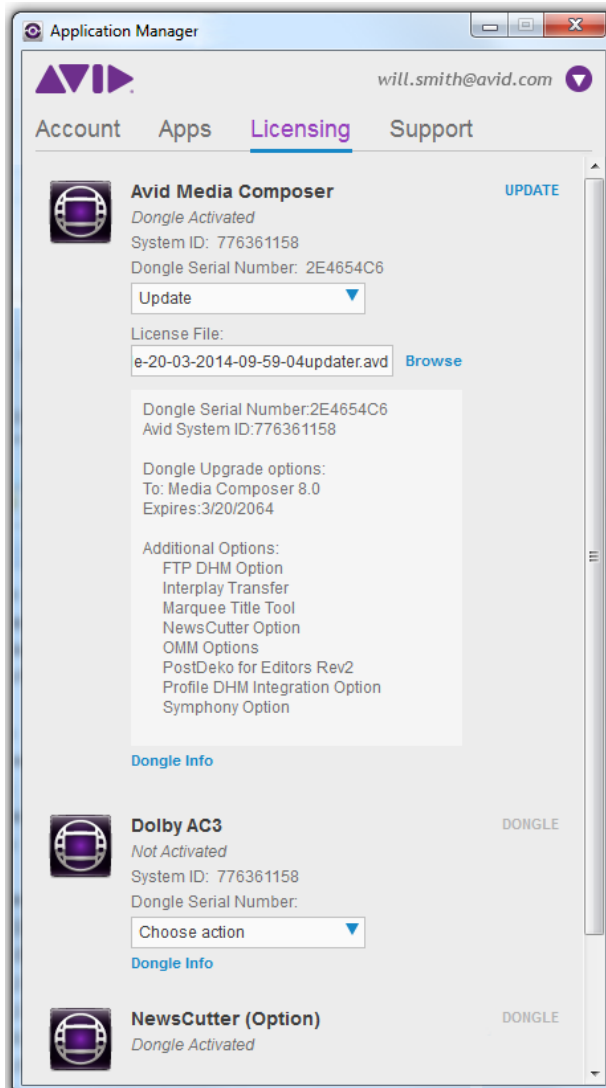 Application Manager
AVID
will.smith@avid.com
Account Apps Licensing Support
Avid Media Composer UPDATE
Dongle Activated
System ID: 776361158
Dongle Serial Number: 2E4654C6
Update
License File:
e-20-03-2014-09-59-04updater.avd Browse
Dongle Serial Number:2E4654C6
Avid System ID:776361158
Dongle Upgrade options:
To: Media Composer 8.0
Expires:3/20/2064
Additional Options:
FTP DHM Option
Interplay Transfer
Marquee Title Tool
NewsCutter Option
OMM Options
PostDeko for Editors Rev2
Profile DHM Integration Option
Symphony Option
Dongle Info
Dolby AC3 DONGLE
Not Activated
System ID: 776361158
Dongle Serial Number:
Choose action
Dongle Info
NewsCutter (Option) DONGLE
Dongle Activated